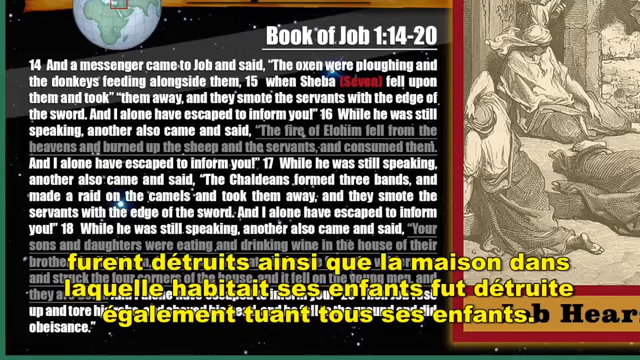 Book of Job 1:14-20
14 And a messenger came to Job and said, “The oxen were ploughing and
the donkeys feeding alongside them, 15 when Sheba (Seven) fell upon
them and took” “them away, and they smote the servants with the edge of
the sword. And I alone have escaped to inform you!” 16 While he was still
speaking, another also came and said, “The fire of Elohim fell from the
heavens and burned up the sheep and the servants, and consumed them.
And I alone have escaped to inform you!” 17 While he was still speaking,
another also came and said, “The Chaldeans formed three bands, and
made a raid on the camels and took them away, and they smote the
servants with the edge of the sword. And I alone have escaped to inform
you!” 18 While he was still speaking, another also came and said, “Your
sons and daughters were eating and drinking wine in the house of their
furent détruits ainsi que la maison dans
laquelle habitait ses enfants fut détruite
également tuant tous ses enfants.
and struck the four corners of the house, and it fell on the young men, and
up and tore his
obeisance.”
Job Hears